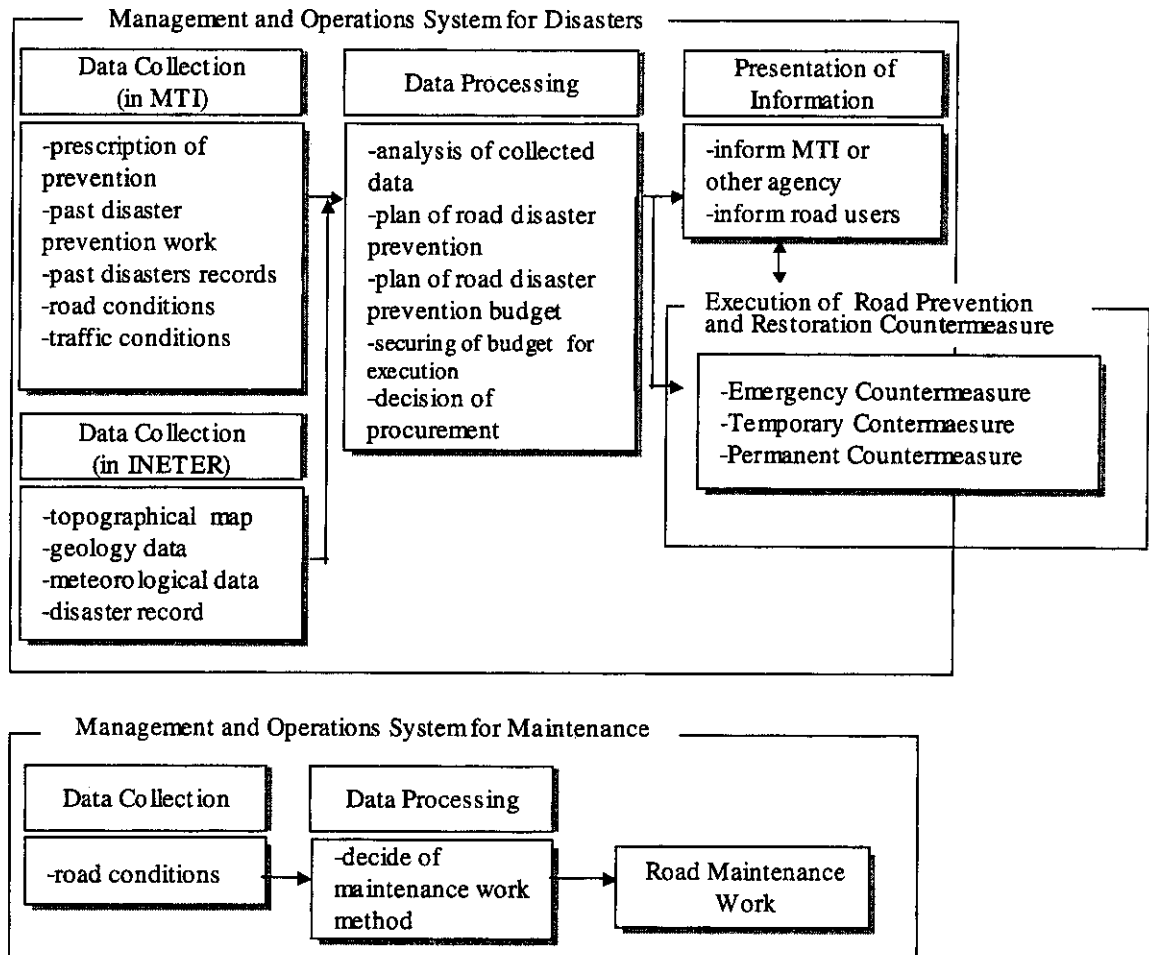 Management and Operations System for Disasters
Data Collection
(in MTI)
-prescription of
prevention
-past disaster
prevention work
-past disasters records
-road conditions
-traffic conditions
Data Collection
(in INETER)
-topographical map
-geology data
-meteorological data
-disaster record
Data Processing
-analysis of collected
data
-plan of road disaster
prevention
-plan of road disaster
prevention budget
-securing of budget for
execution
-decision of
procurement
Presentation of
Information
-inform MTI or
other agency
-inform road users
Execution of Road Prevention
and Restoration Countermeasure
-Emergency Countermeasure
-Temporary Contermaesure
-Permanent Countermeasure
Management and Operations System for Maintenance
Data Collection
-road conditions
Data Processing
-decide of
maintenance work
method
Road Maintenance
Work